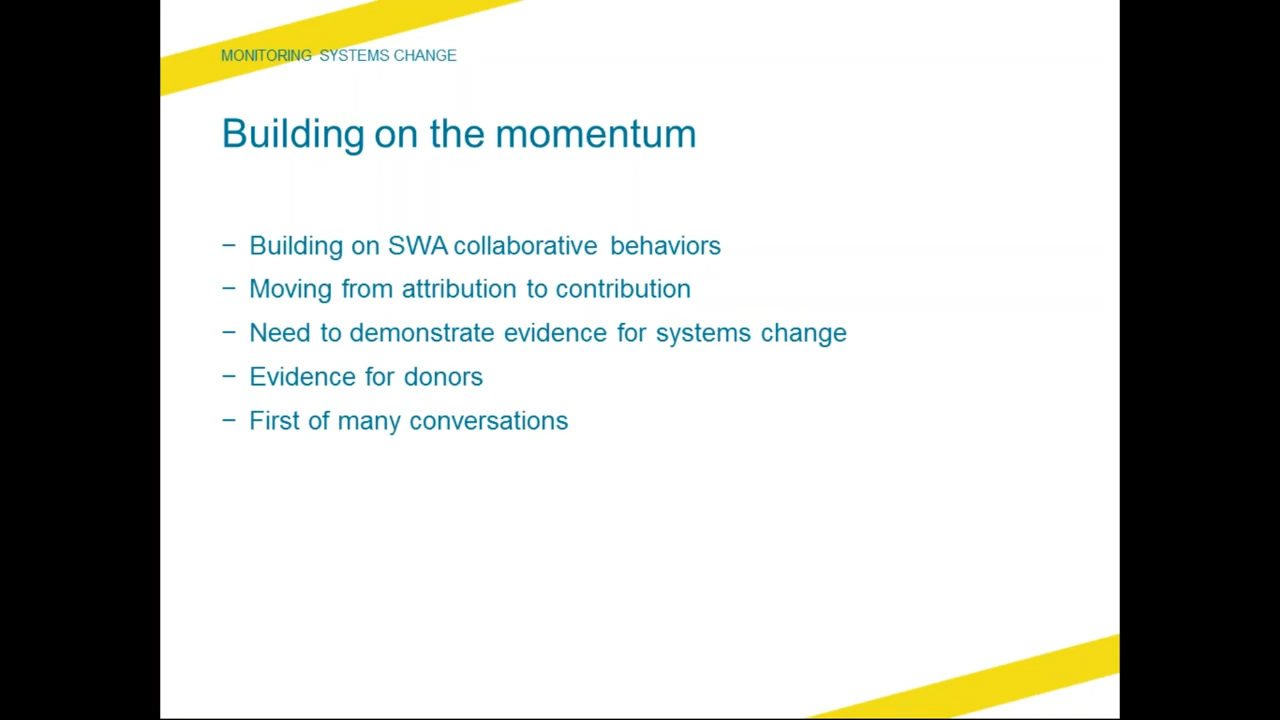 MONITORING SYSTEMS CHANGE
Building on the momentum
− Building on SWA collaborative behaviors
− Moving from attribution to contribution
− Need to demonstrate evidence for systems change
− Evidence for donors
− First of many conversations